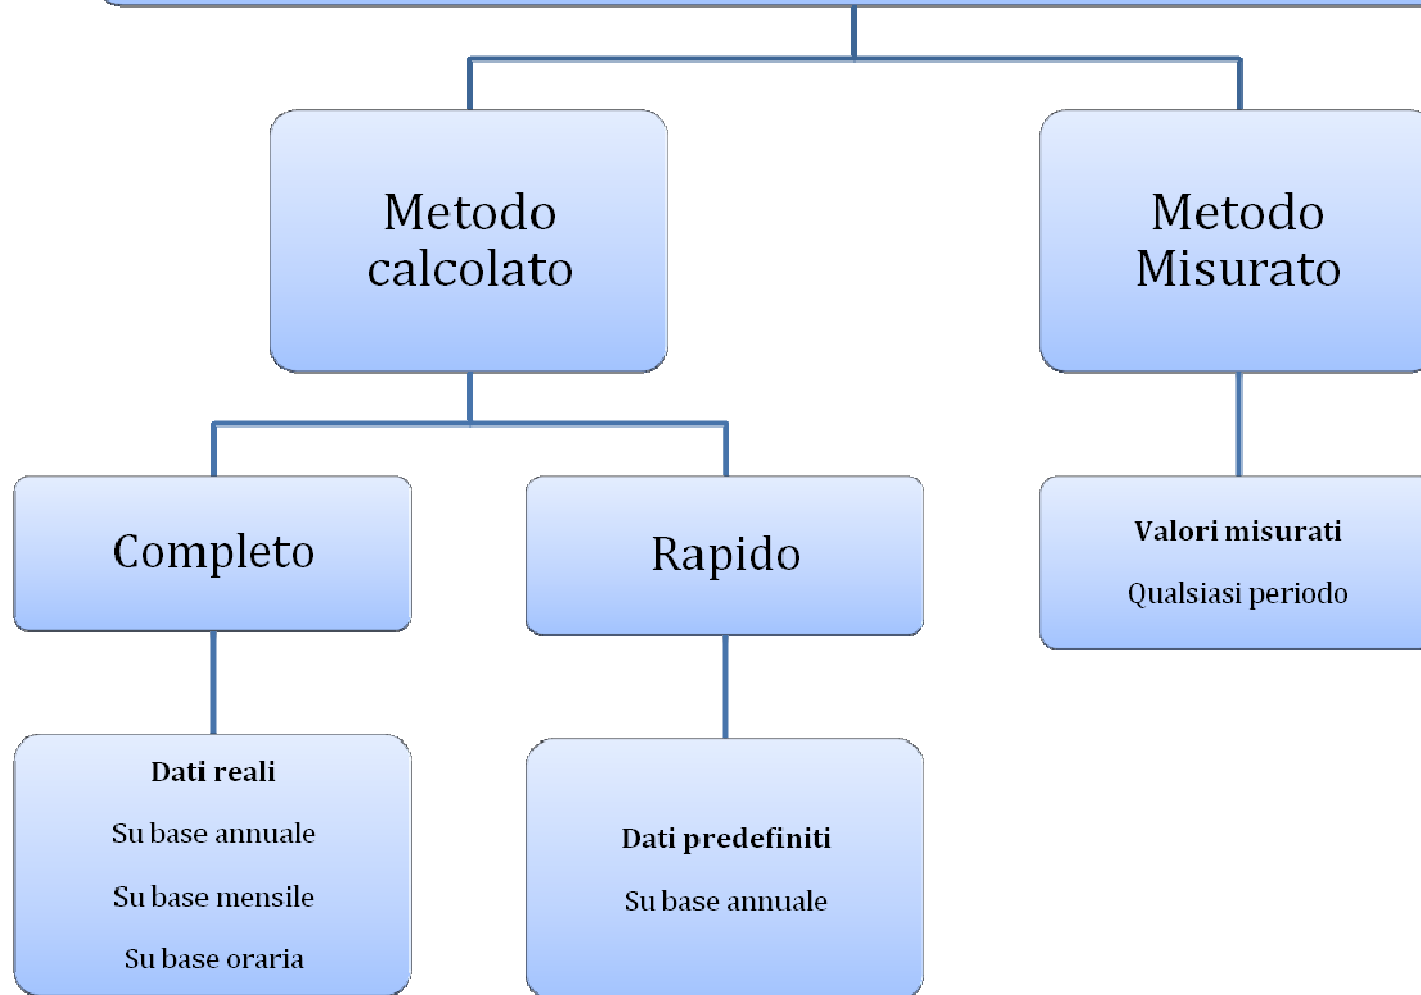 Metodo
calcolato
Metodo
Misurato
Completo
Rapido
Valori misurati
Qualsiasi periodo
Dati reali
Su base annuale
Su base mensile
Su base oraria
Dati predefiniti
Su base annuale